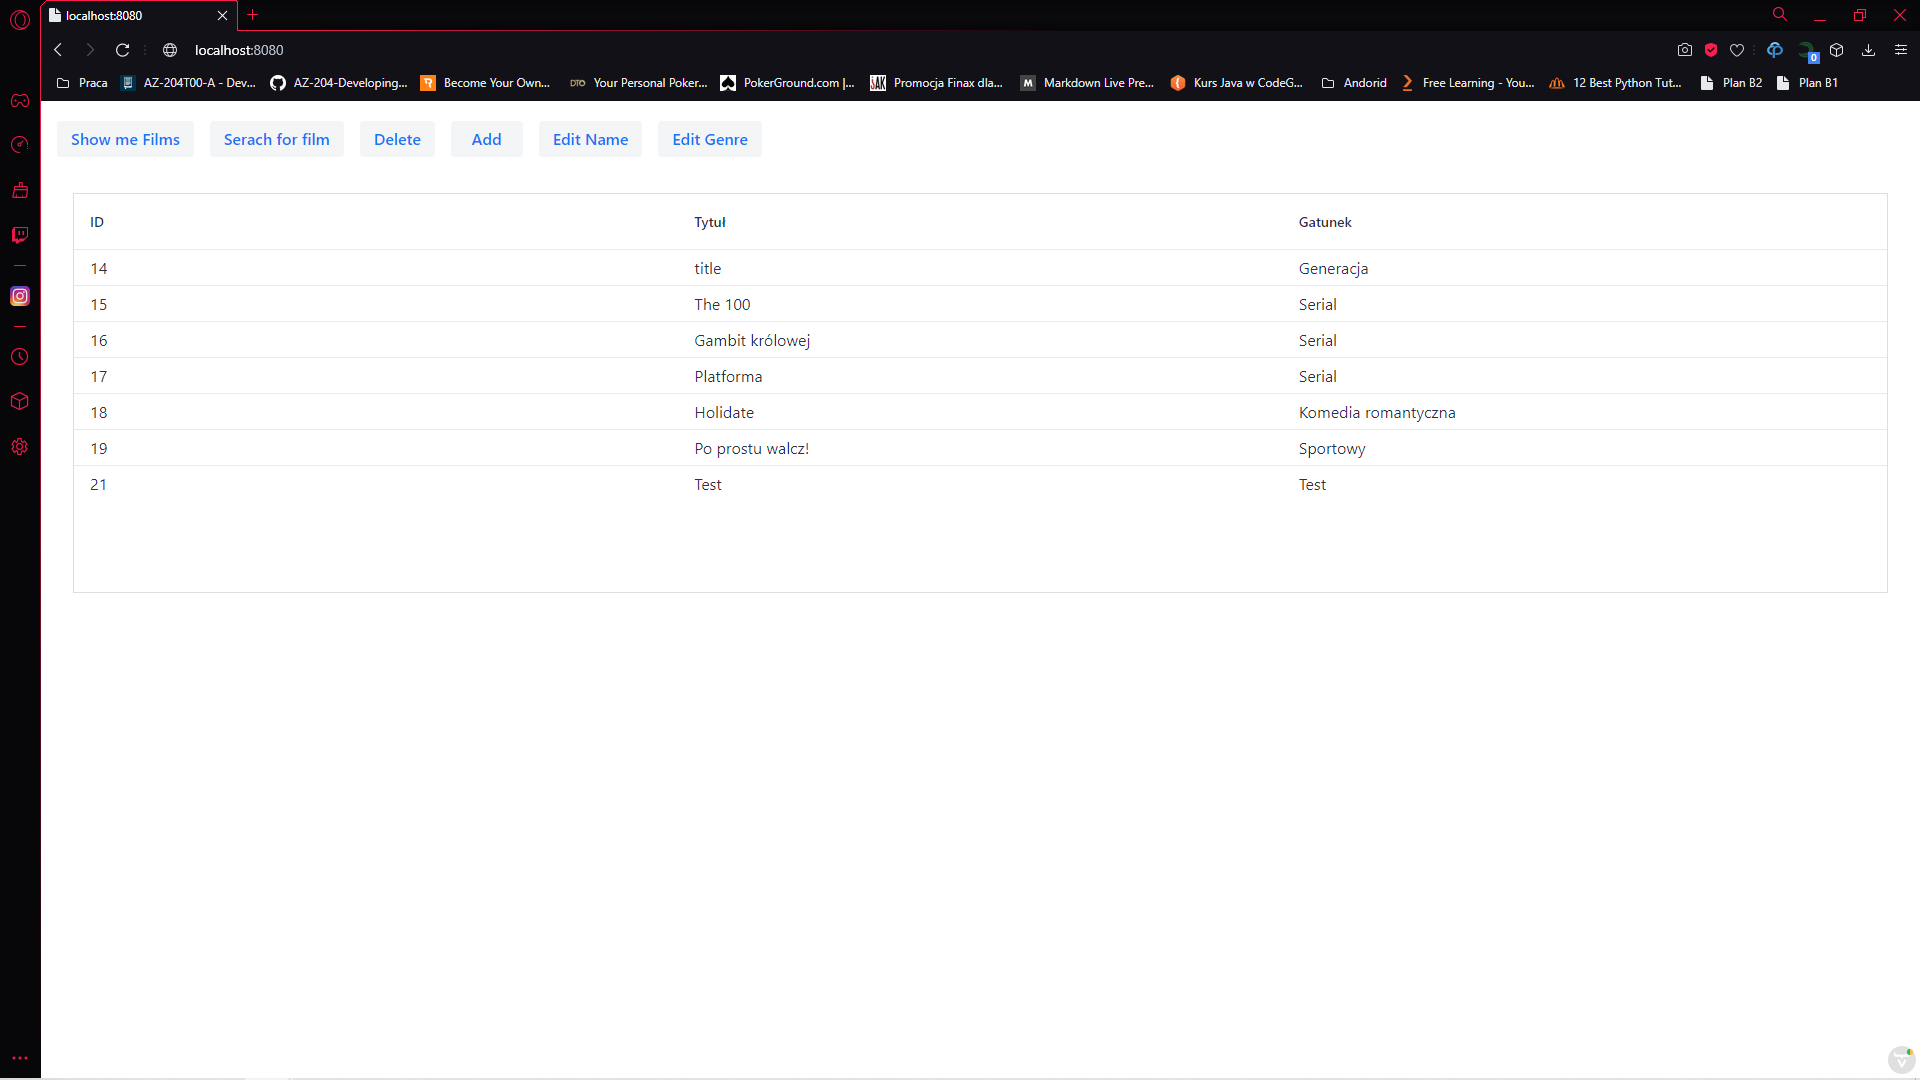 localhost:8080
localhost:8080
Praca AZ-204T00-A - Dev... AZ-204-Developing... Become Your Own... DTO Your Personal Poker... PokerGround.com |... SAK Promocja Finax dla... M Markdown Live Pre... Kurs Java w CodeG... Andorid Free Learning - You... 12 Best Python Tut... Plan B2 Plan B1
0
Show me Films Serach for film Delete Add Edit Name Edit Genre
ID Tytuł Gatunek
14 title Generacja
15 The 100 Serial
16 Gambit królowej Serial
17 Platforma Serial
18 Holidate Komedia romantyczna
19 Po prostu walcz! Sportowy
21 Test Test